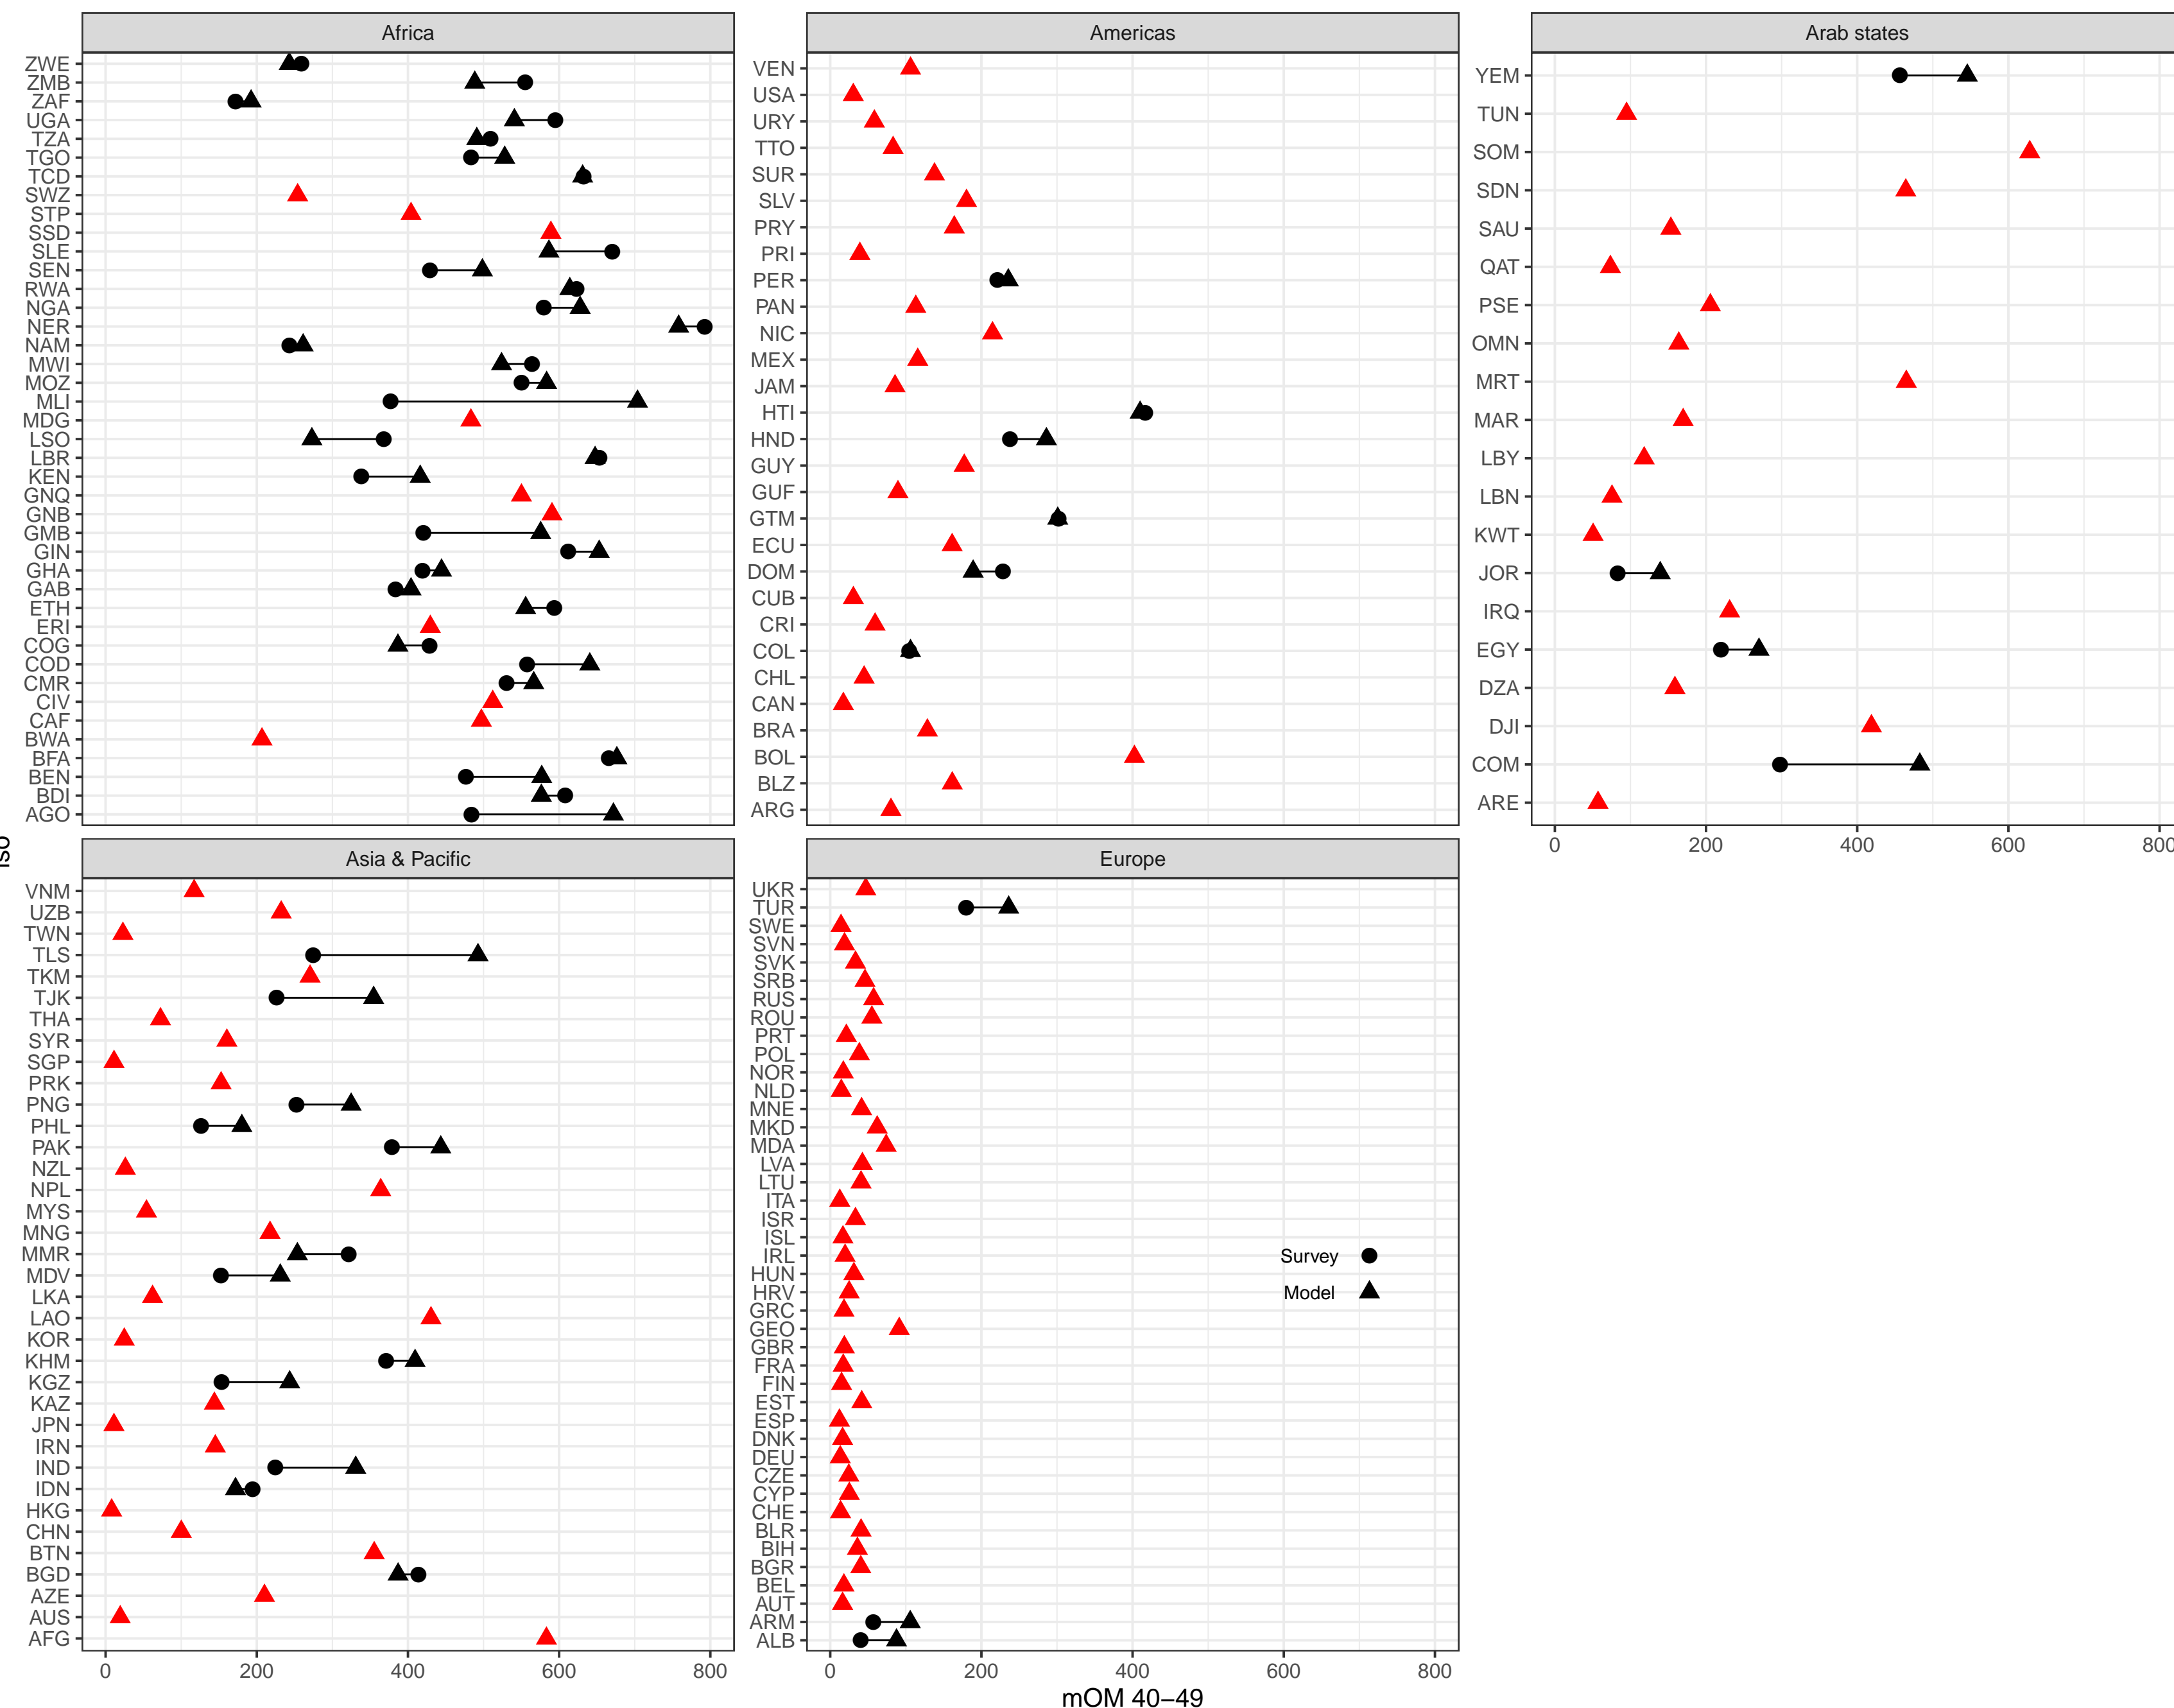 Africa
ZWE
ZMB
ZAF
UGA
TZA
TGO
TCD
SWZ
STP
SSD
SLE
SEN
RWA
NGA
NER
NAM
MWI
MOZ
MLI
MDG
LSO
LBR
KEN
GNQ
GNB
GMB
GIN
GHA
GAB
ETH
ERI
COG
COD
CMR
CIV
CAF
BWA
BFA
BEN
BDI
AGO
Americas
VEN
USA
URY
TTO
SUR
SLV
PRY
PRI
PER
PAN
NIC
MEX
JAM
HTI
HND
GUY
GUF
GTM
ECU
DOM
CUB
CRI
COL
CHL
CAN
BRA
BOL
BLZ
ARG
Arab states
YEM
TUN
SOM
SDN
SAU
QAT
PSE
OMN
MRT
MAR
LBY
LBN
KWT
JOR
IRQ
EGY
DZA
DJI
COM
ARE
0 200 400 600 800
iso
Asia & Pacific
VNM
UZB
TWN
TLS
TKM
TJK
THA
SYR
SGP
PRK
PNG
PHL
PAK
NZL
NPL
MYS
MNG
MMR
MDV
LKA
LAO
KOR
KHM
KGZ
KAZ
JPN
IRN
IND
IDN
HKG
CHN
BTN
BGD
AZE
AUS
AFG
0 200 400 600 800
Europe
UKR
TUR
SWE
SVN
SVK
SRB
RUS
ROU
PRT
POL
NOR
NLD
MNE
MKD
MDA
LVA
LTU
ITA
ISR
ISL
IRL
HUN
HRV
GRC
GEO
GBR
FRA
FIN
EST
ESP
DNK
DEU
CZE
CYP
CHE
BLR
BIH
BGR
BEL
AUT
ARM
ALB
Survey
Model
0 200 400 600 800
mOM 40−49